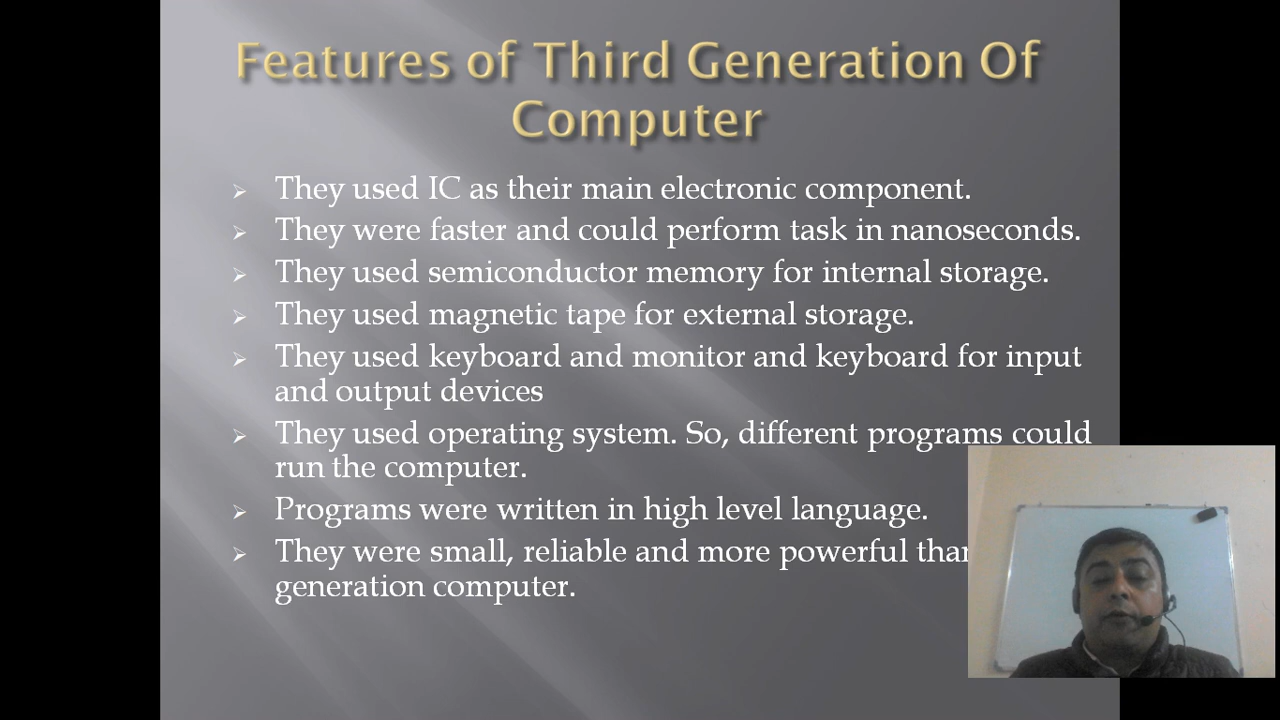 Features of Third Generation Of
Computer
They used IC as their main electronic component.
They were faster and could perform task in nanoseconds.
They used semiconductor memory for internal storage.
They used magnetic tape for external storage.
They used keyboard and monitor and keyboard for input
and output devices
They used operating system. So, different programs could
run the computer.
Programs were written in high level language.
They were small, reliable and more powerful
generation computer.